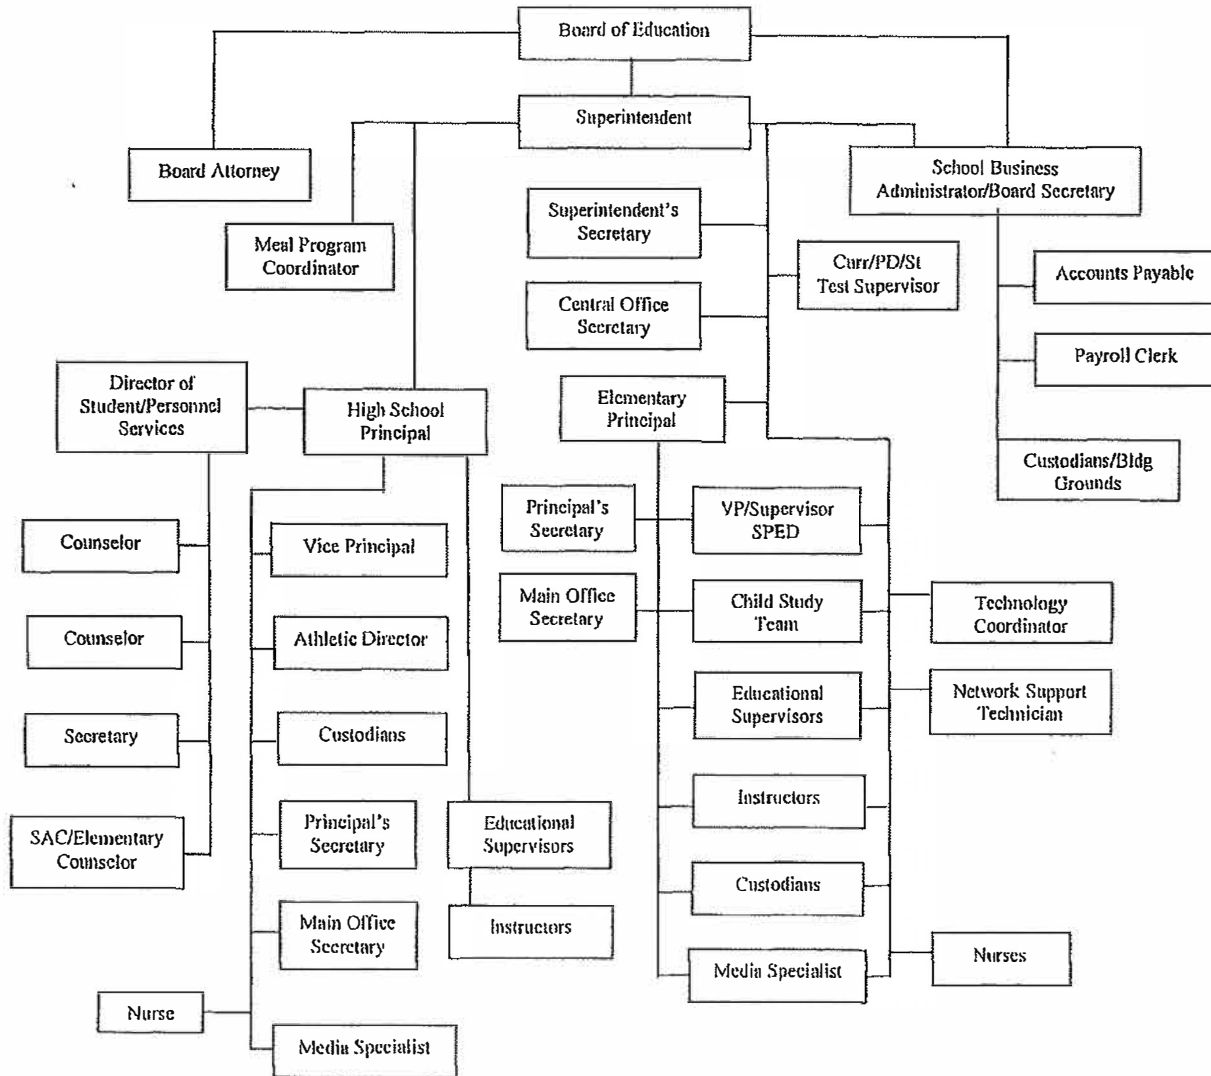 Board of Education
Superintendent
Board Attorney
School Business
Administrator/Board Secretary
Superintendent's
Secretary
Meal Program
Coordinator
Curr/PD/St
Test Supervisor
Accounts Payable
Central Office
Secretary
Payroll Clerk
Director of
Student/Personnel
Services
High School
Principal
Elementary
Principal
Custodians/Bldg
Grounds
Principal's
Secretary
VP/Supervisor
SPED
Counselor
Vice Principal
Main Office
Secretary
Child Study
Team
Technology
Coordinator
Counselor
Athletic Director
Educational
Supervisors
Network Support
Technician
Secretary
Custodians
Instructors
SAC/Elementary
Counselor
Principal's
Secretary
Educational
Supervisors
Custodians
Main Office
Secretary
Instructors
Media Specialist
Nurses
Nurse
Media Specialist